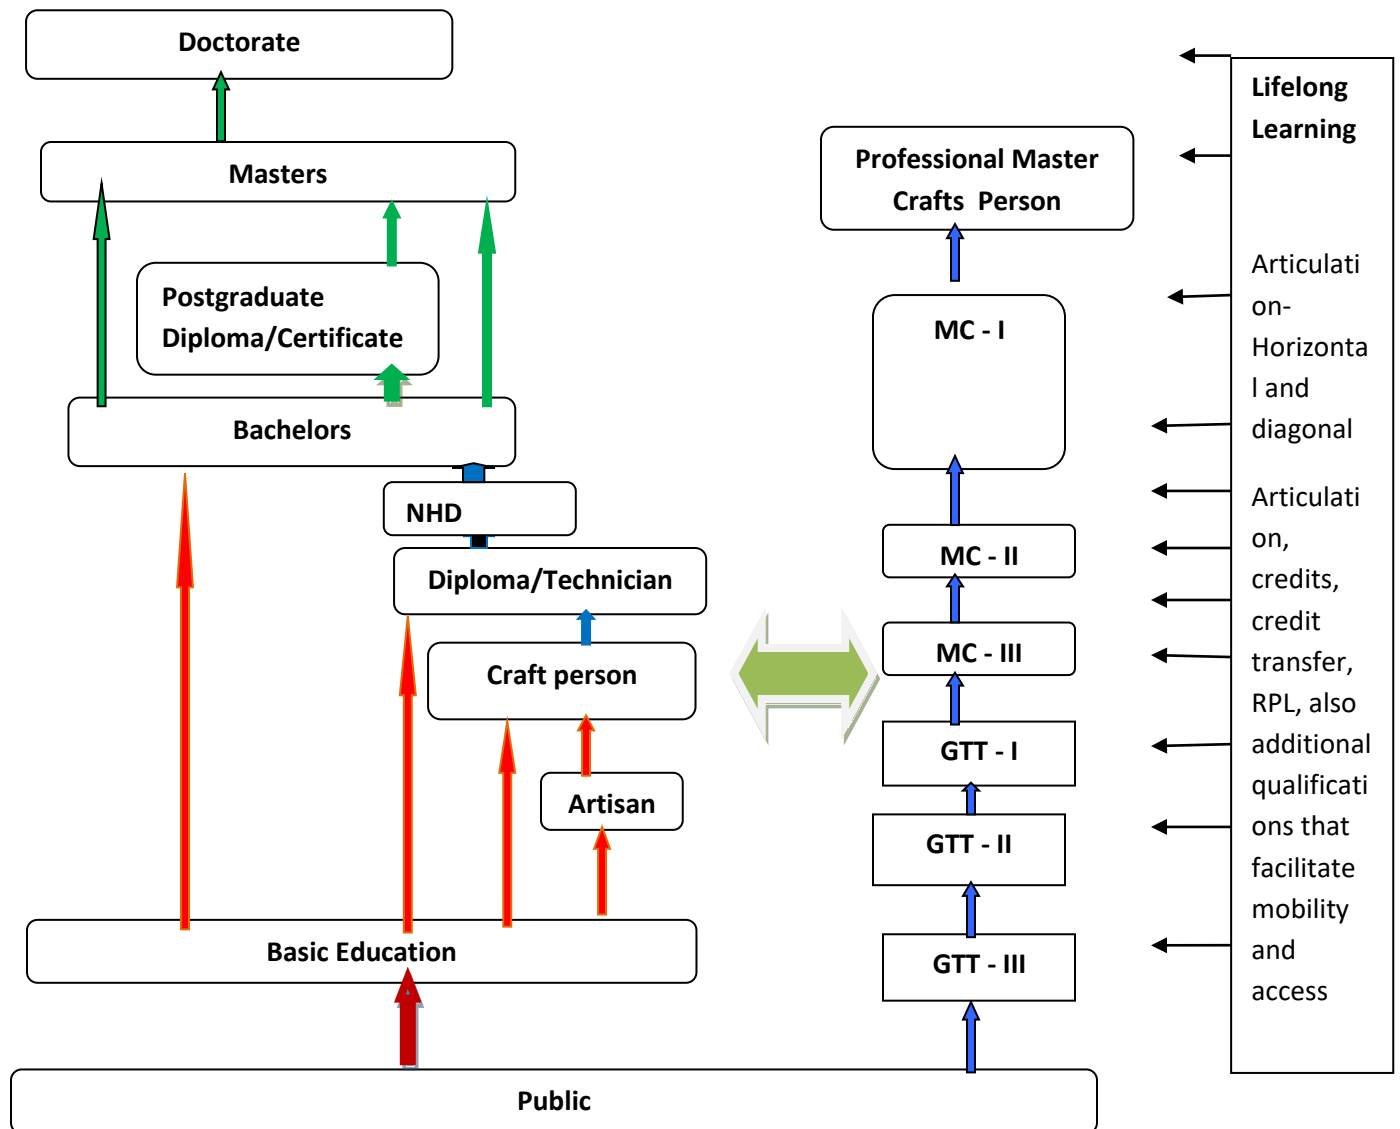 Doctorate
Masters
Postgraduate
Diploma/Certificate
Bachelors
NHD
Diploma/Technician
Craft person
Artisan
Basic Education
Public
Professional Master
Crafts Person
MC - I
MC - II
MC - III
GTT - I
GTT - II
GTT - III
Lifelong
Learning
Articulati
on-
Horizonta
l and
diagonal
Articulati
on,
credits,
credit
transfer,
RPL, also
additional
qualificati
ons that
facilitate
mobility
and
access